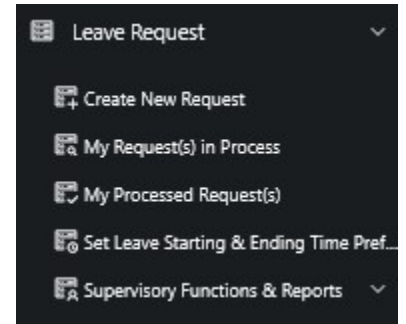 Leave Request
Create New Request
My Request(s) in Process
My Processed Request(s)
Set Leave Starting & Ending Time Pref...
Supervisory Functions & Reports